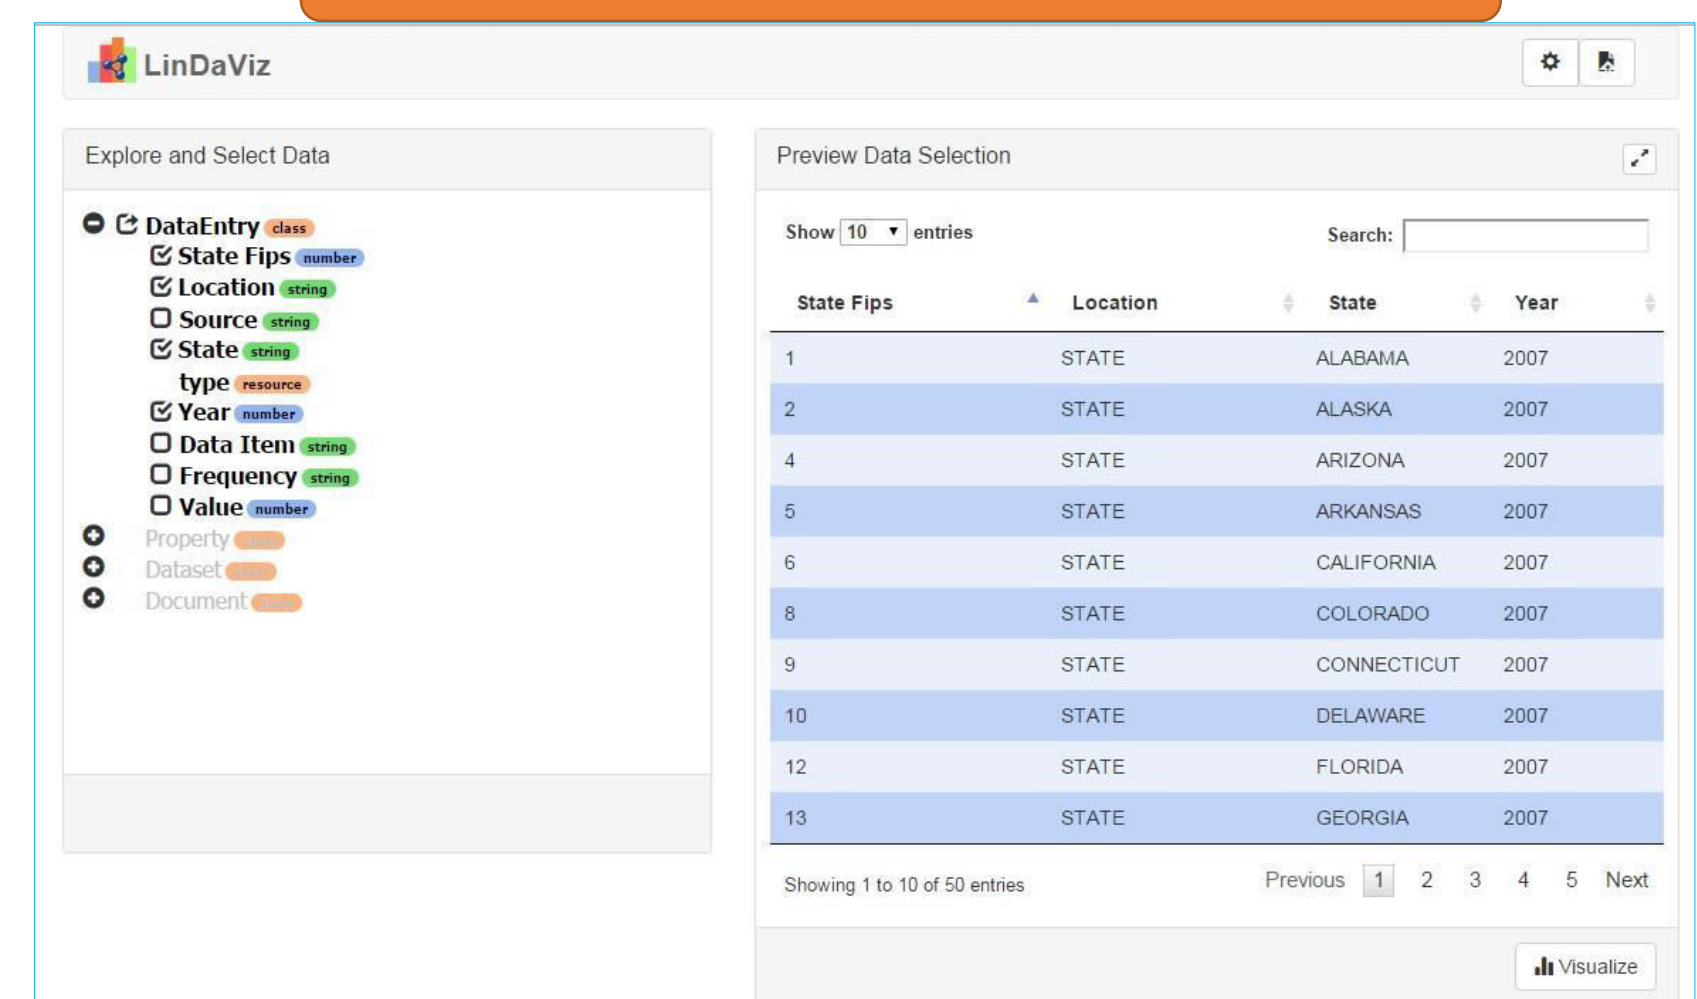 LinDaViz
Explore and Select Data
DataEntry class
State Fips number
Location string
Source string
State string
type resource
Year number
Data Item string
Frequency string
Value number
Property
Dataset
Document
Preview Data Selection
Show 10 entries Search:
State Fips Location State Year
1 STATE ALABAMA 2007
2 STATE ALASKA 2007
4 STATE ARIZONA 2007
5 STATE ARKANSAS 2007
6 STATE CALIFORNIA 2007
8 STATE COLORADO 2007
9 STATE CONNECTICUT 2007
10 STATE DELAWARE 2007
12 STATE FLORIDA 2007
13 STATE GEORGIA 2007
Showing 1 to 10 of 50 entries Previous 1 2 3 4 5 Next
Visualize